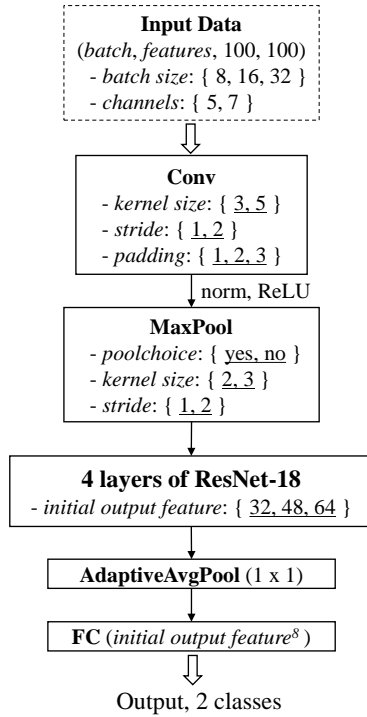 Input Data
(batch, features, 100, 100)
- batch size: { 8, 16, 32 }
- channels: { 5, 7 }
Conv
- kernel size: { 3, 5 }
- stride: { 1, 2 }
- padding: { 1, 2, 3 }
norm, ReLU
MaxPool
- poolchoice: { yes, no }
- kernel size: { 2, 3 }
- stride: { 1, 2 }
4 layers of ResNet-18
- initial output feature: { 32, 48, 64 }
AdaptiveAvgPool (1 x 1)
FC (initial output feature⁸ )
Output, 2 classes